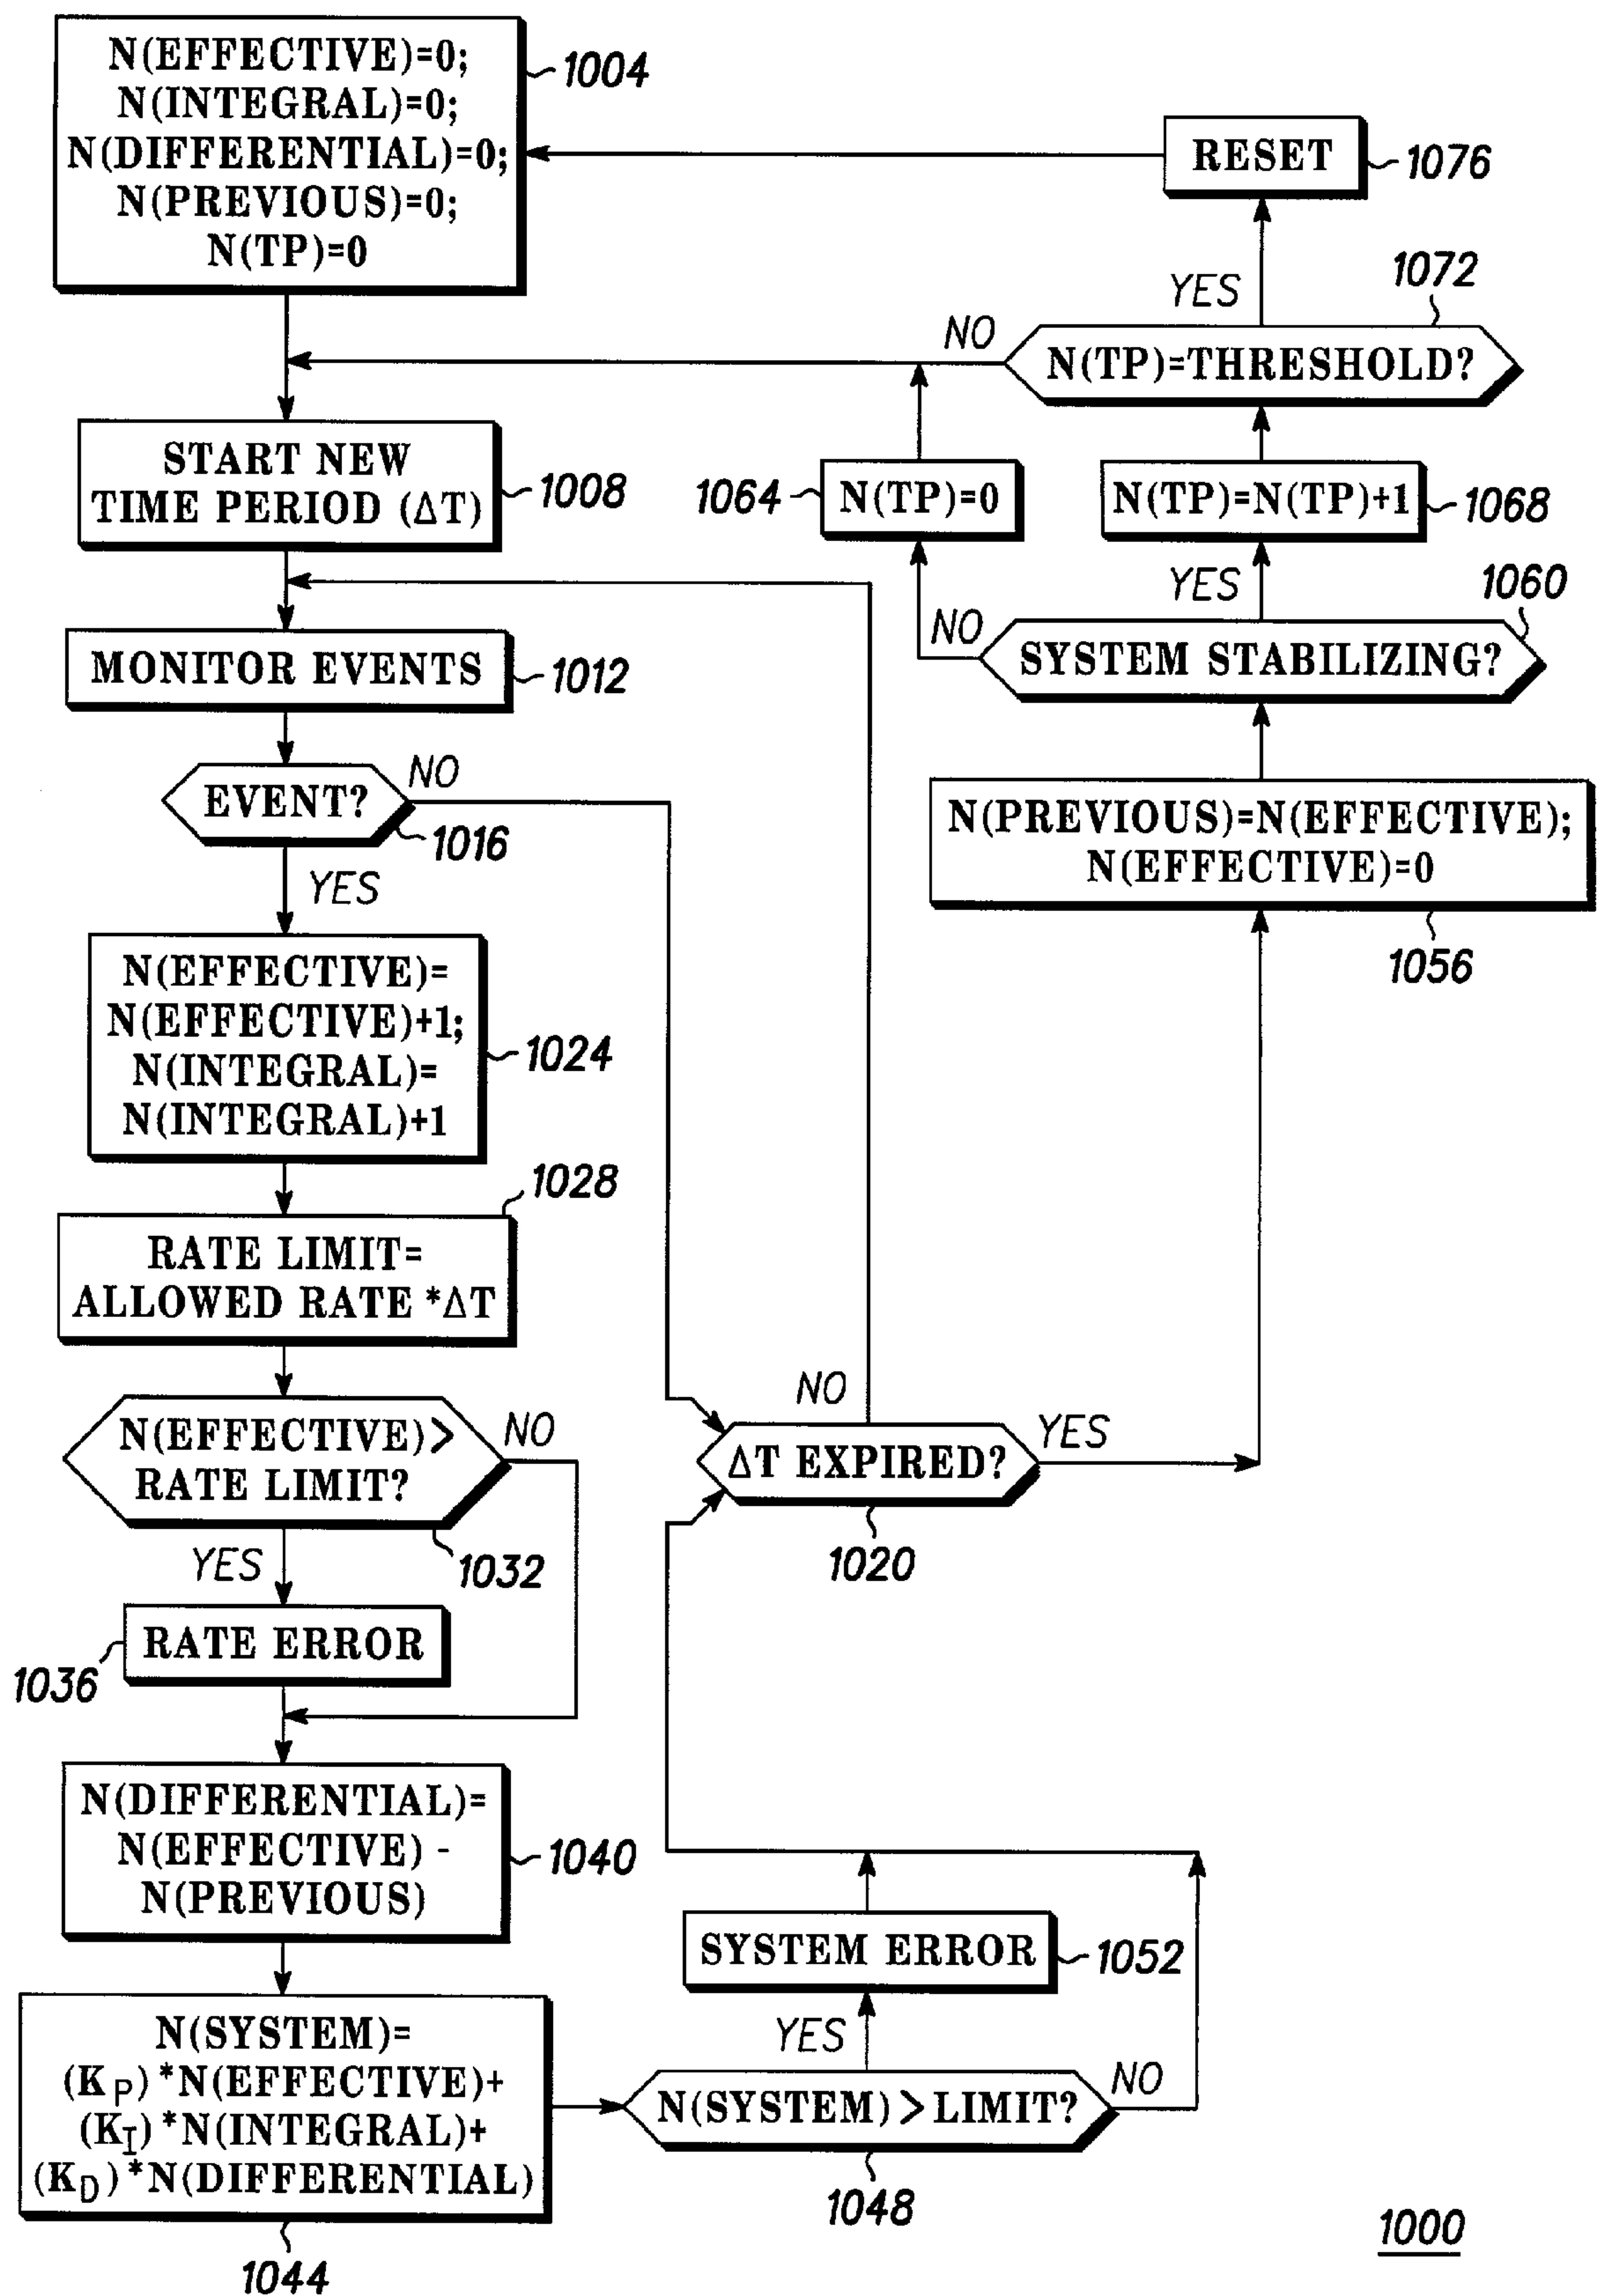 N(EFFECTIVE)=0;
N(INTEGRAL)=0;
N(DIFFERENTIAL)=0;
N(PREVIOUS)=0;
N(TP)=0
1004
RESET
1076
1072
YES
NO
N(TP)=THRESHOLD?
START NEW
TIME PERIOD (ΔT)
1008
1064
N(TP)=0
N(TP)=N(TP)+1
1068
YES
1060
NO
SYSTEM STABILIZING?
MONITOR EVENTS
1012
EVENT?
NO
1016
YES
N(PREVIOUS)=N(EFFECTIVE);
N(EFFECTIVE)=0
1056
N(EFFECTIVE)=
N(EFFECTIVE)+1;
N(INTEGRAL)=
N(INTEGRAL)+1
1024
1028
RATE LIMIT=
ALLOWED RATE *ΔT
N(EFFECTIVE)>
RATE LIMIT?
NO
1032
YES
NO
ΔT EXPIRED?
YES
1020
RATE ERROR
1036
N(DIFFERENTIAL)=
N(EFFECTIVE) -
N(PREVIOUS)
1040
SYSTEM ERROR
1052
N(SYSTEM)=
(KP)*N(EFFECTIVE)+
(KI)*N(INTEGRAL)+
(KD)*N(DIFFERENTIAL)
1044
YES
N(SYSTEM)>LIMIT?
NO
1048
1000